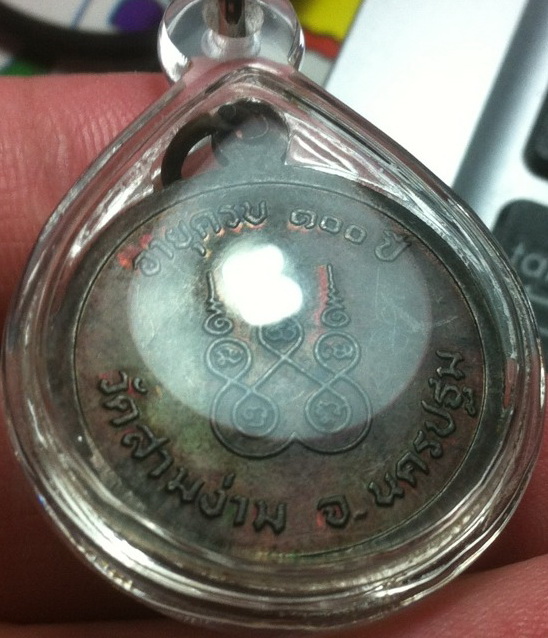 อายุครบ ๑๐๐ ปี
วัดสามง่าม จ. นครปฐม